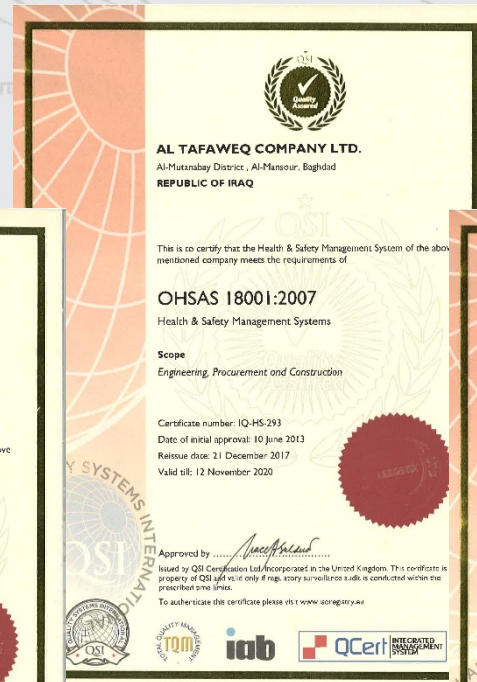 QSI
Quality
Assured
AL TAFAWEQ COMPANY LTD.
Al-Mutanabay District , Al-Mansour, Baghdad
REPUBLIC OF IRAQ
This is to certify that the Health & Safety Management System of the abov
mentioned company meets the requirements of
OHSAS 18001:2007
Health & Safety Management Systems
Scope
Engineering, Procurement and Construction
Certificate number: IQ-HS-293
Date of initial approval: 10 June 2013
Reissue date: 21 December 2017
Valid till: 12 November 2020
Approved by
Issued by QSI Certification Ltd. Incorporated in the United Kingdom. This certificate is
property of QSI and valid only if regulatory surveillance audit is conducted within the
prescribed time limits.
To authenticate this certificate please visit www.iacregistry.eu
QSI
QUALITY MANAGEMENT
TQM
iab
QCert
INTEGRATED
MANAGEMENT
SYSTEM